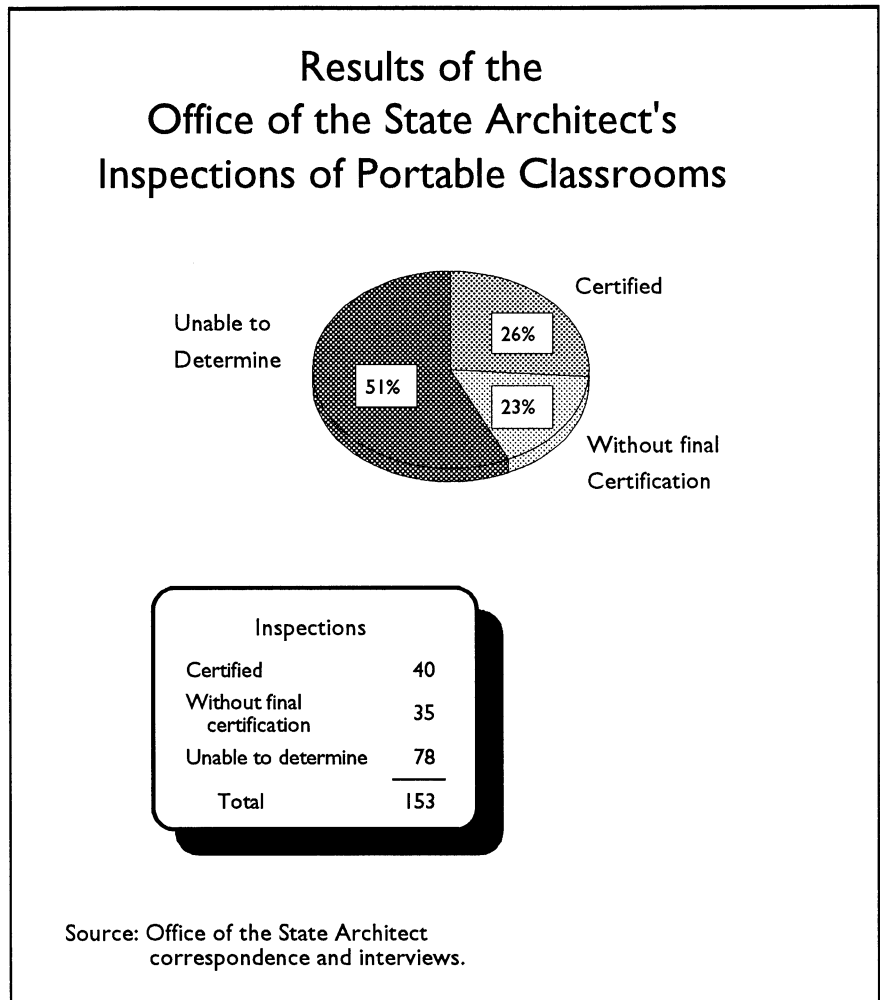 Results of the
Office of the State Architect's
Inspections of Portable Classrooms
Certified
Unable to
Determine
26%
51%
23%
Without final
Certification
Inspections
Certified 40
Without final
certification 35
Unable to determine 78
Total 153
Source: Office of the State Architect
correspondence and interviews.